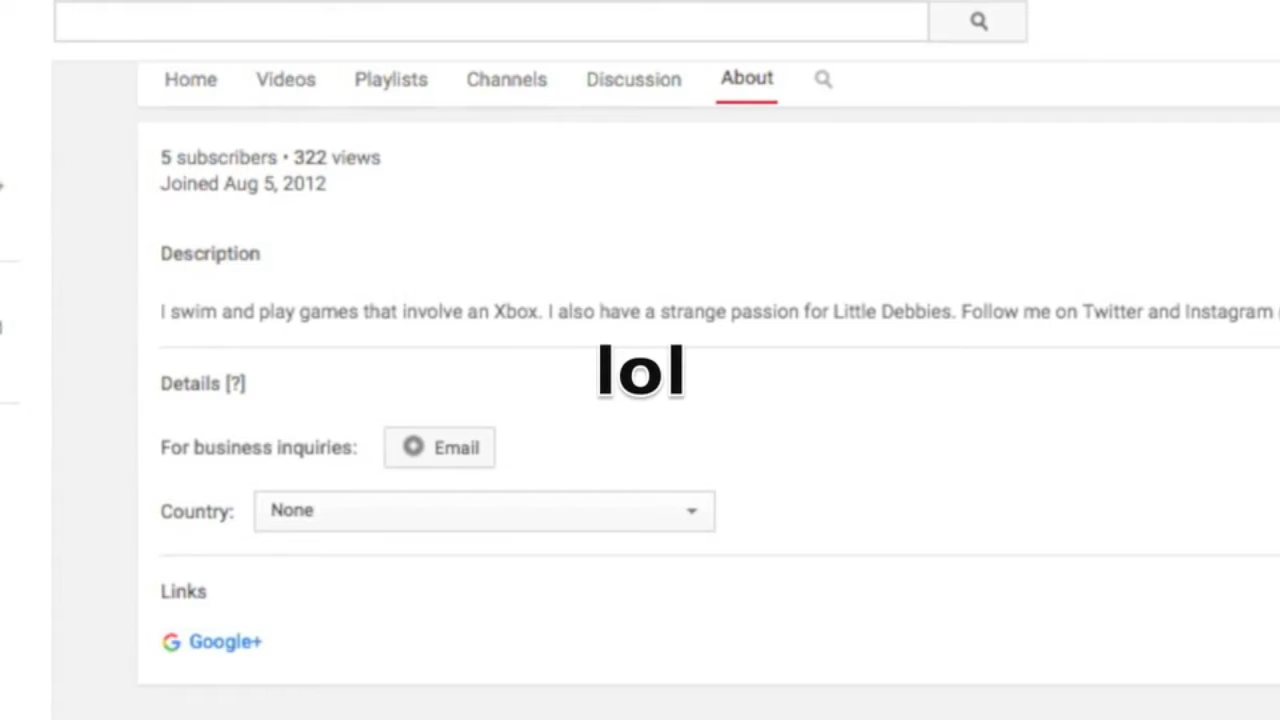 Home Videos Playlists Channels Discussion About
5 subscribers • 322 views
Joined Aug 5, 2012
Description
I swim and play games that involve an Xbox. I also have a strange passion for Little Debbies. Follow me on Twitter and Instagram
lol
Details [?]
For business inquiries: Email
Country: None
Links
Google+